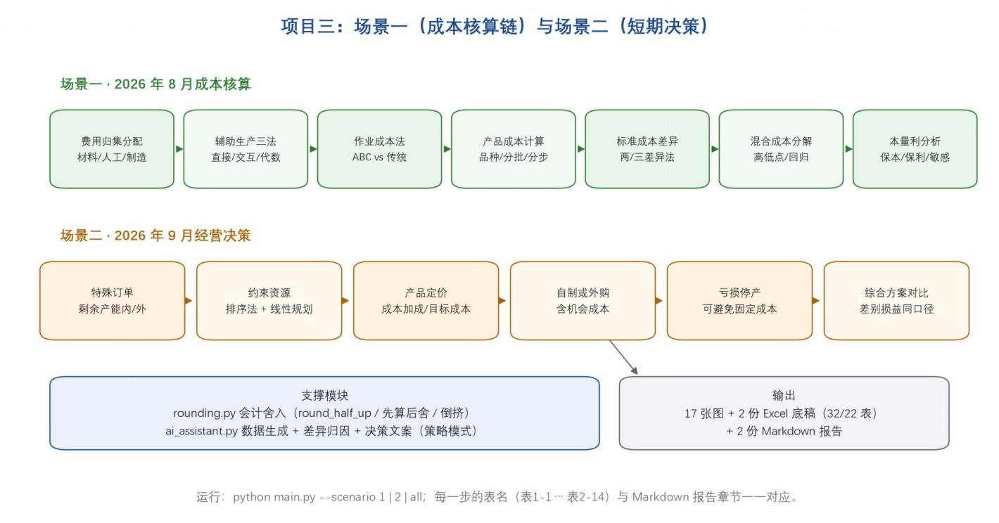 项目三：场景一（成本核算链）与场景二（短期决策）
场景一 · 2026 年 8 月成本核算
费用归集分配
材料/人工/制造
辅助生产三法
直接/交互/代数
作业成本法
ABC vs 传统
产品成本计算
品种/分批/分步
标准成本差异
两/三差异法
混合成本分解
高低点/回归
本量利分析
保本/保利/敏感
场景二 · 2026 年 9 月经营决策
特殊订单
剩余产能内/外
约束资源
排序法 + 线性规划
产品定价
成本加成/目标成本
自制或外购
含机会成本
亏损停产
可避免固定成本
综合方案对比
差别损益同口径
支撑模块
rounding.py 会计舍入（round_half_up / 先算后舍 / 倒挤）
ai_assistant.py 数据生成 + 差异归因 + 决策文案（策略模式）
输出
17 张图 + 2 份 Excel 底稿（32/22 表）
+ 2 份 Markdown 报告
运行：python main.py --scenario 1 | 2 | all；每一步的表名（表1-1 … 表2-14）与 Markdown 报告章节一一对应。